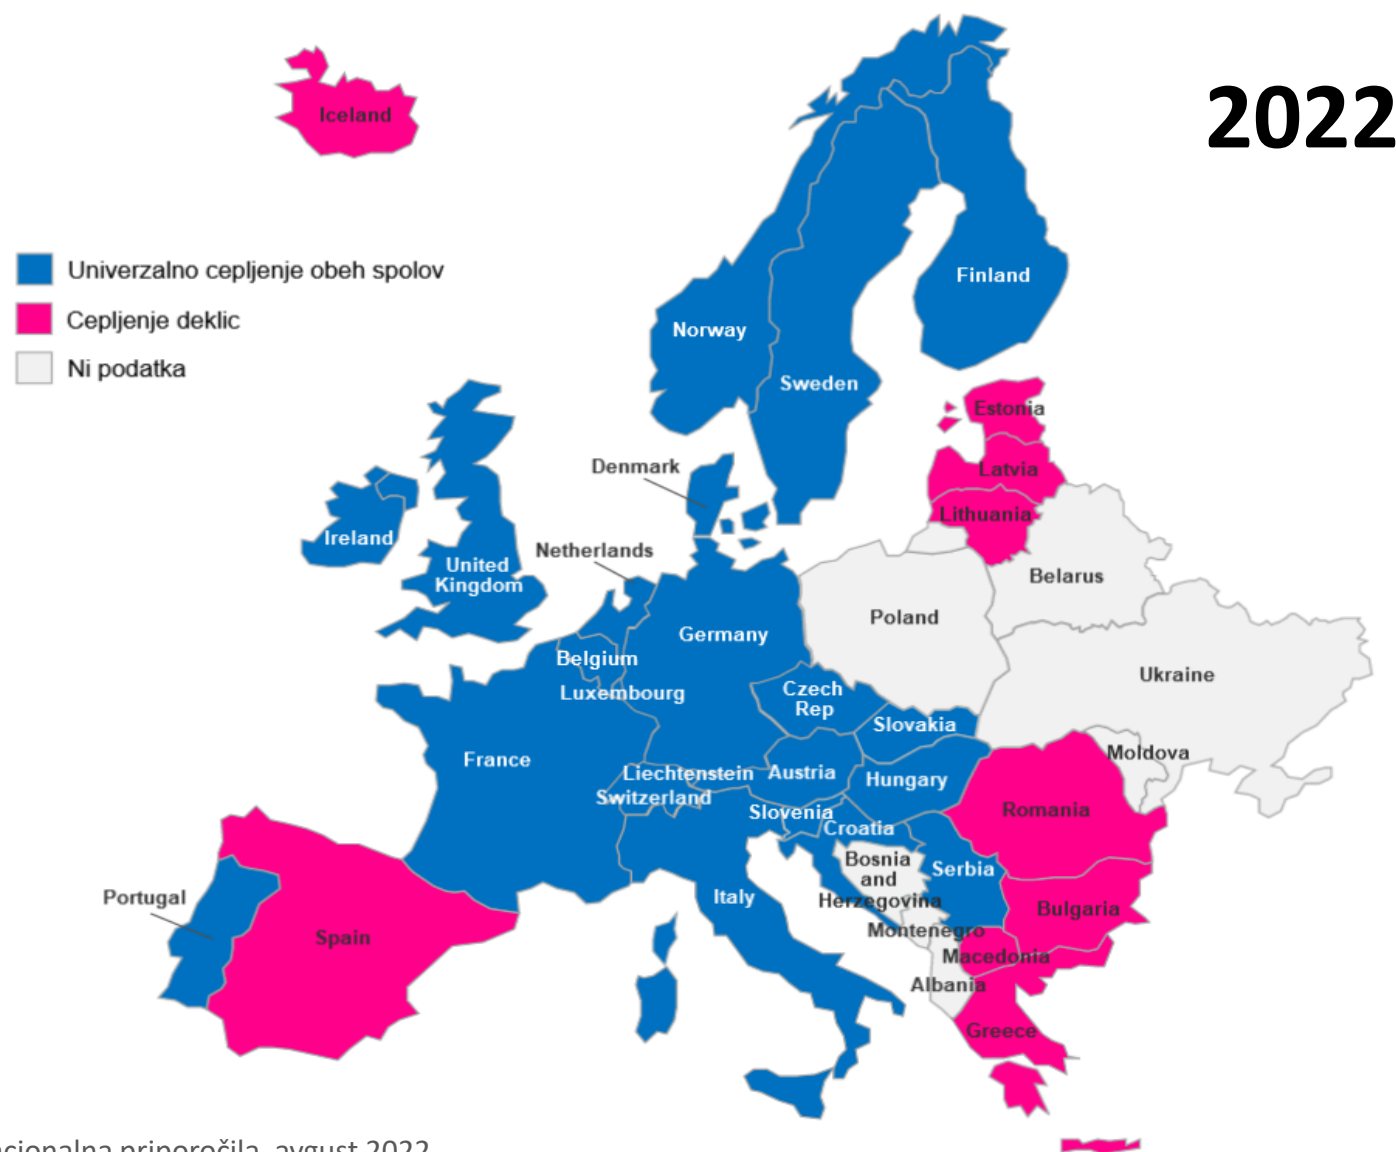 2022
Iceland
Univerzalno cepljenje obeh spolov
Cepljenje deklic
Ni podatka
Finland
Norway
Sweden
Estonia
Denmark
Latvia
Lithuania
Ireland
Netherlands
United
Kingdom
Belarus
Poland
Germany
Belgium
Ukraine
Luxembourg
Czech
Rep
Slovakia
France
Moldova
Liechtenstein
Austria
Hungary
Switzerland
Slovenia
Romania
Croatia
Bosnia
and
Herzegovina
Serbia
Portugal
Italy
Bulgaria
Spain
Montenegro
Macedonia
Albania
Greece
priporočila, avgust 2022